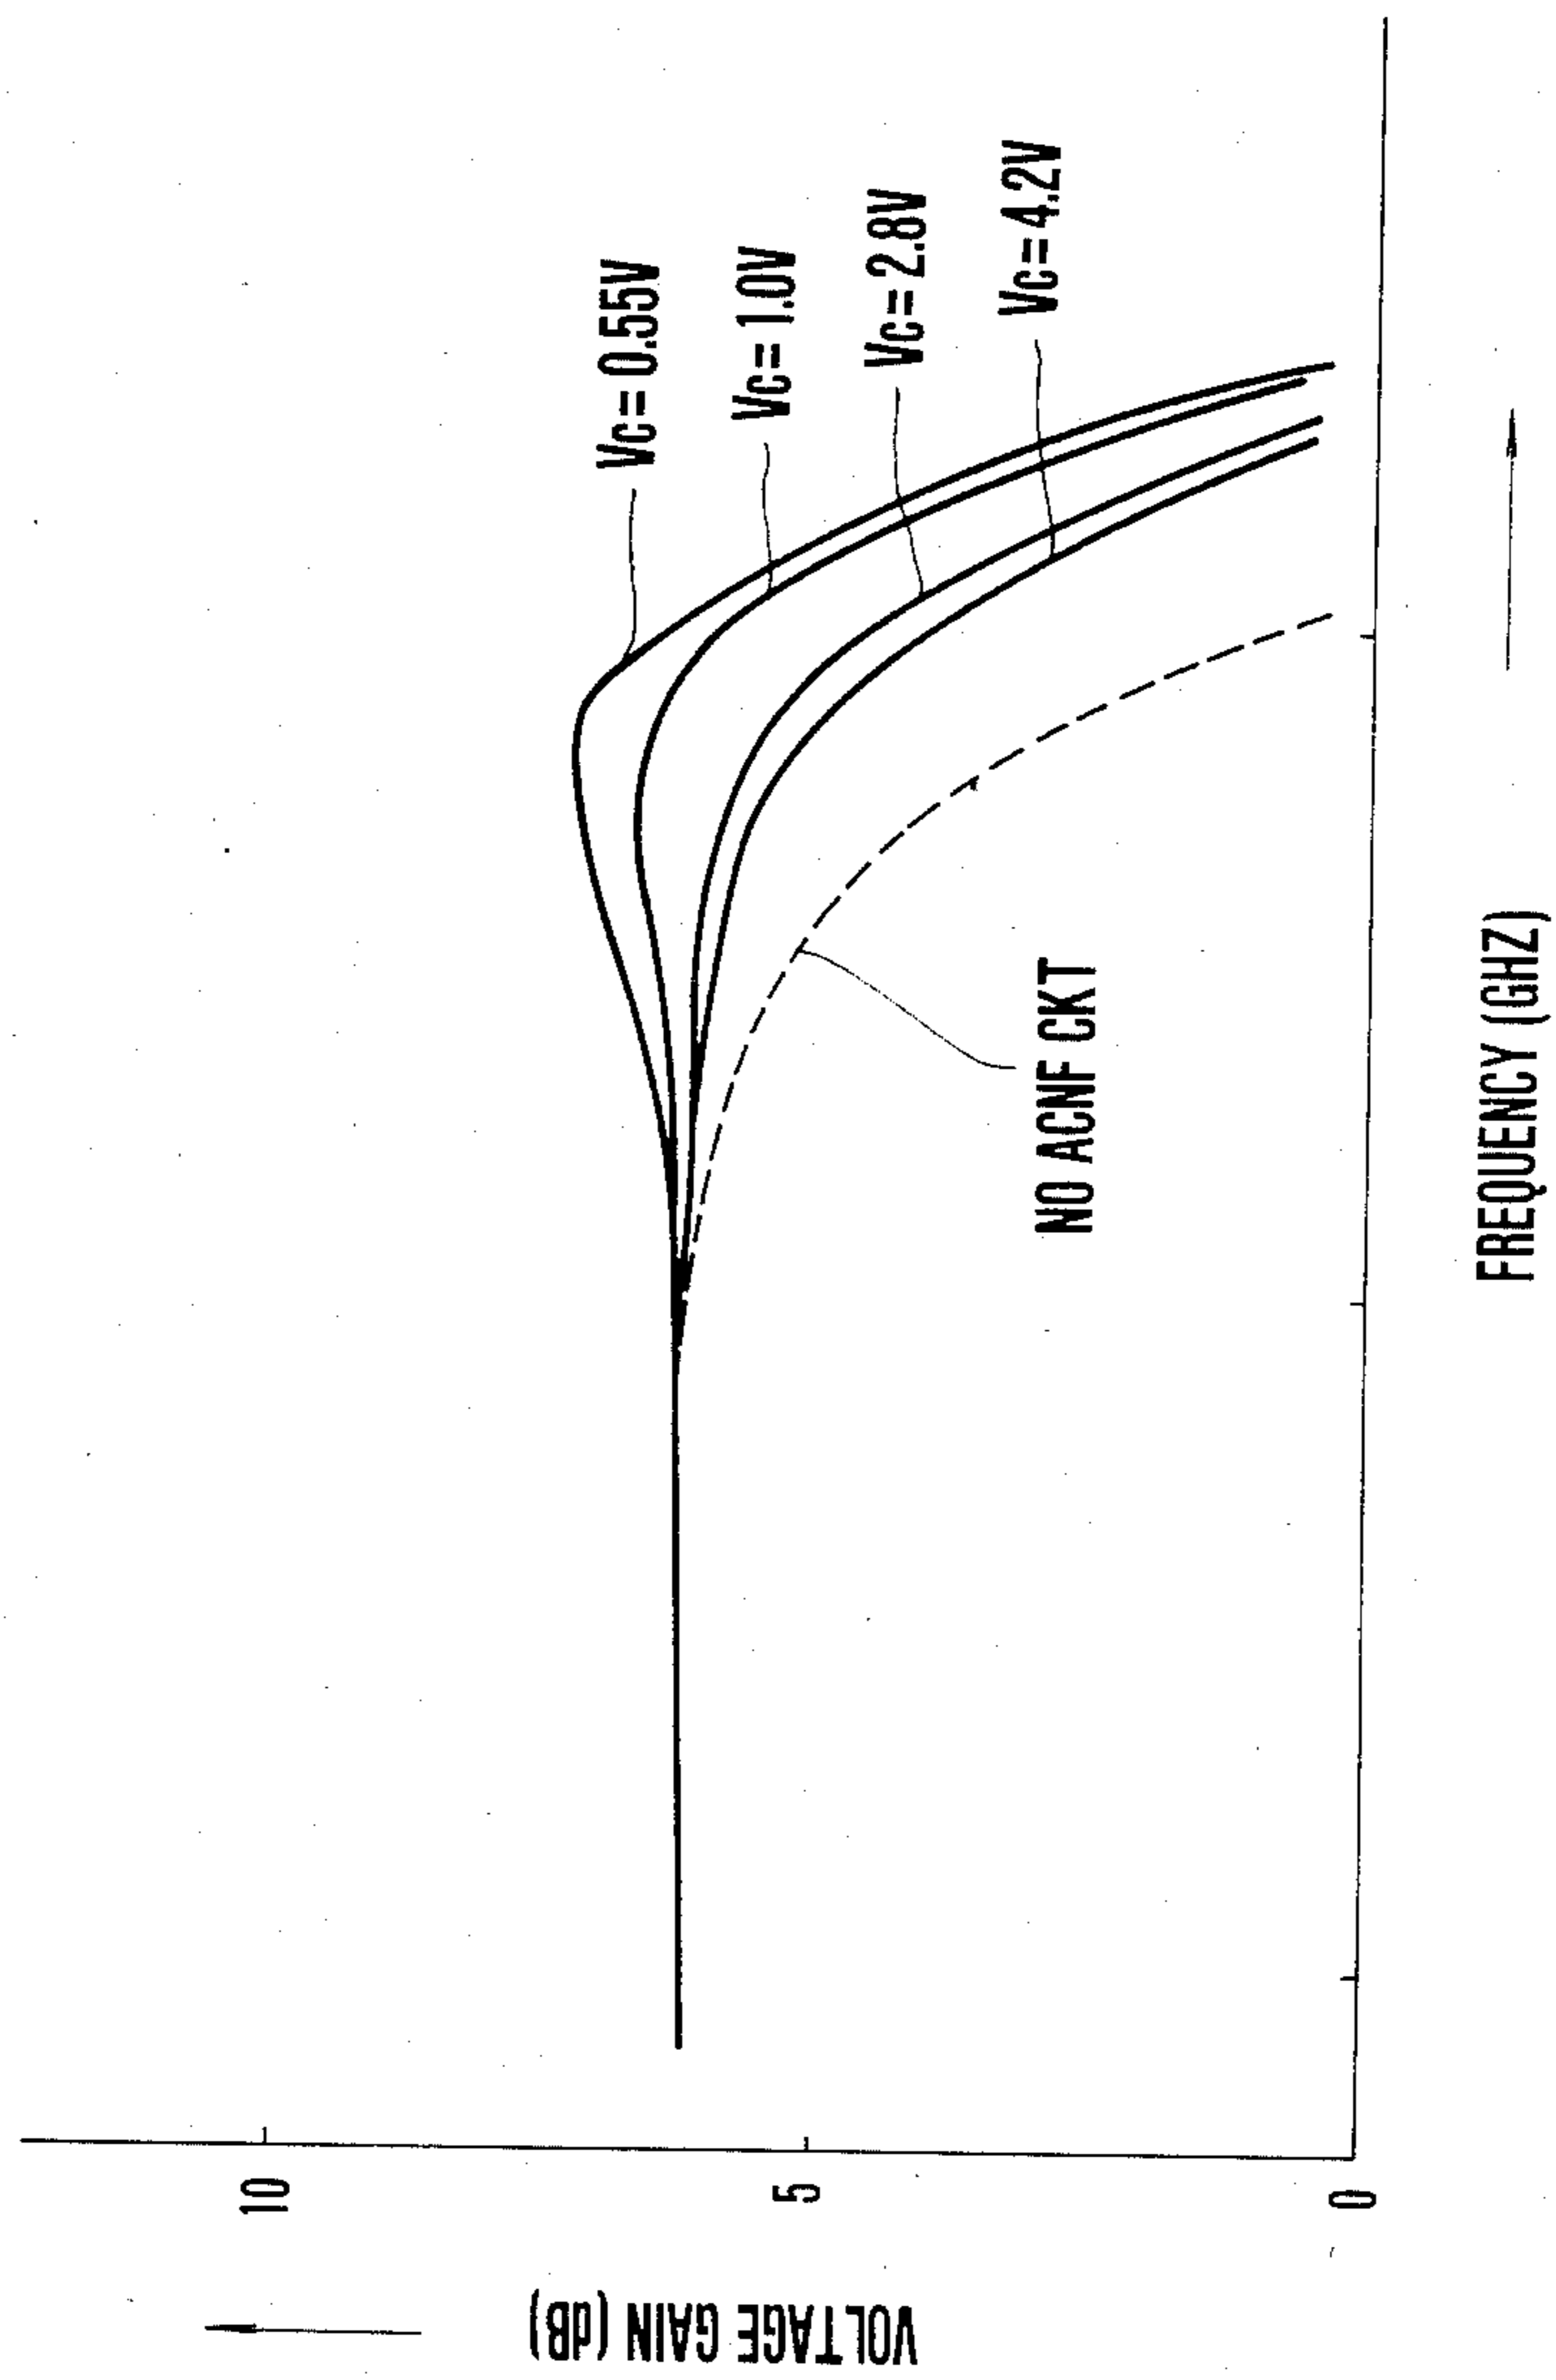 VOLTAGE GAIN (dB)
10
5
0
Vc = 0.55V
Vc = 1.0V
Vc = 2.8V
Vc = 4.2V
NO ACNF CKT
FREQUENCY (GHZ)